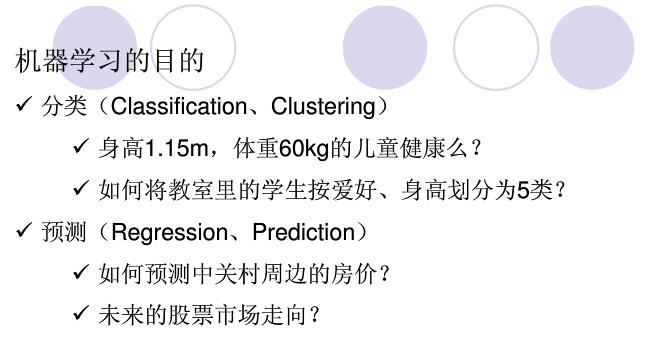 机器学习的目的
✓ 分类（Classification、Clustering）
✓ 身高1.15m，体重60kg的儿童健康么？
✓ 如何将教室里的学生按爱好、身高划分为5类？
✓ 预测（Regression、Prediction）
✓ 如何预测中关村周边的房价？
✓ 未来的股票市场走向？